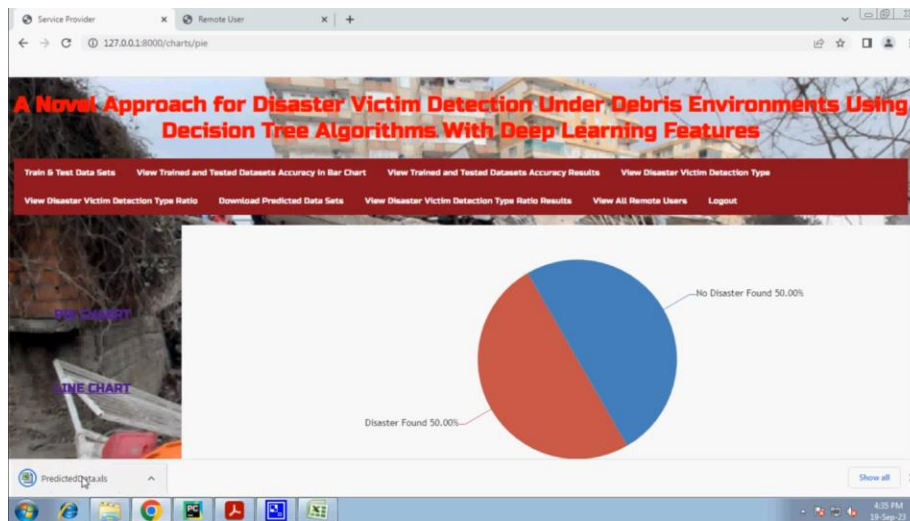 Service Provider
Remote User
127.0.0.1:8000/charts/pie
A Novel Approach for Disaster Victim Detection Under Debris Environments Using
Decision Tree Algorithms With Deep Learning Features
Train & Test Data Sets View Trained and Tested Datasets Accuracy in Bar Chart View Trained and Tested Datasets Accuracy Results View Disaster Victim Detection Type
View Disaster Victim Detection Type Ratio Download Predicted Data Sets View Disaster Victim Detection Type Ratio Results View All Remote Users Logout
No Disaster Found 50.00%
PIE CHART
LINE CHART
Disaster Found 50.00%
PredictedData.xls
Show all
4:35 PM
19-Sep-23